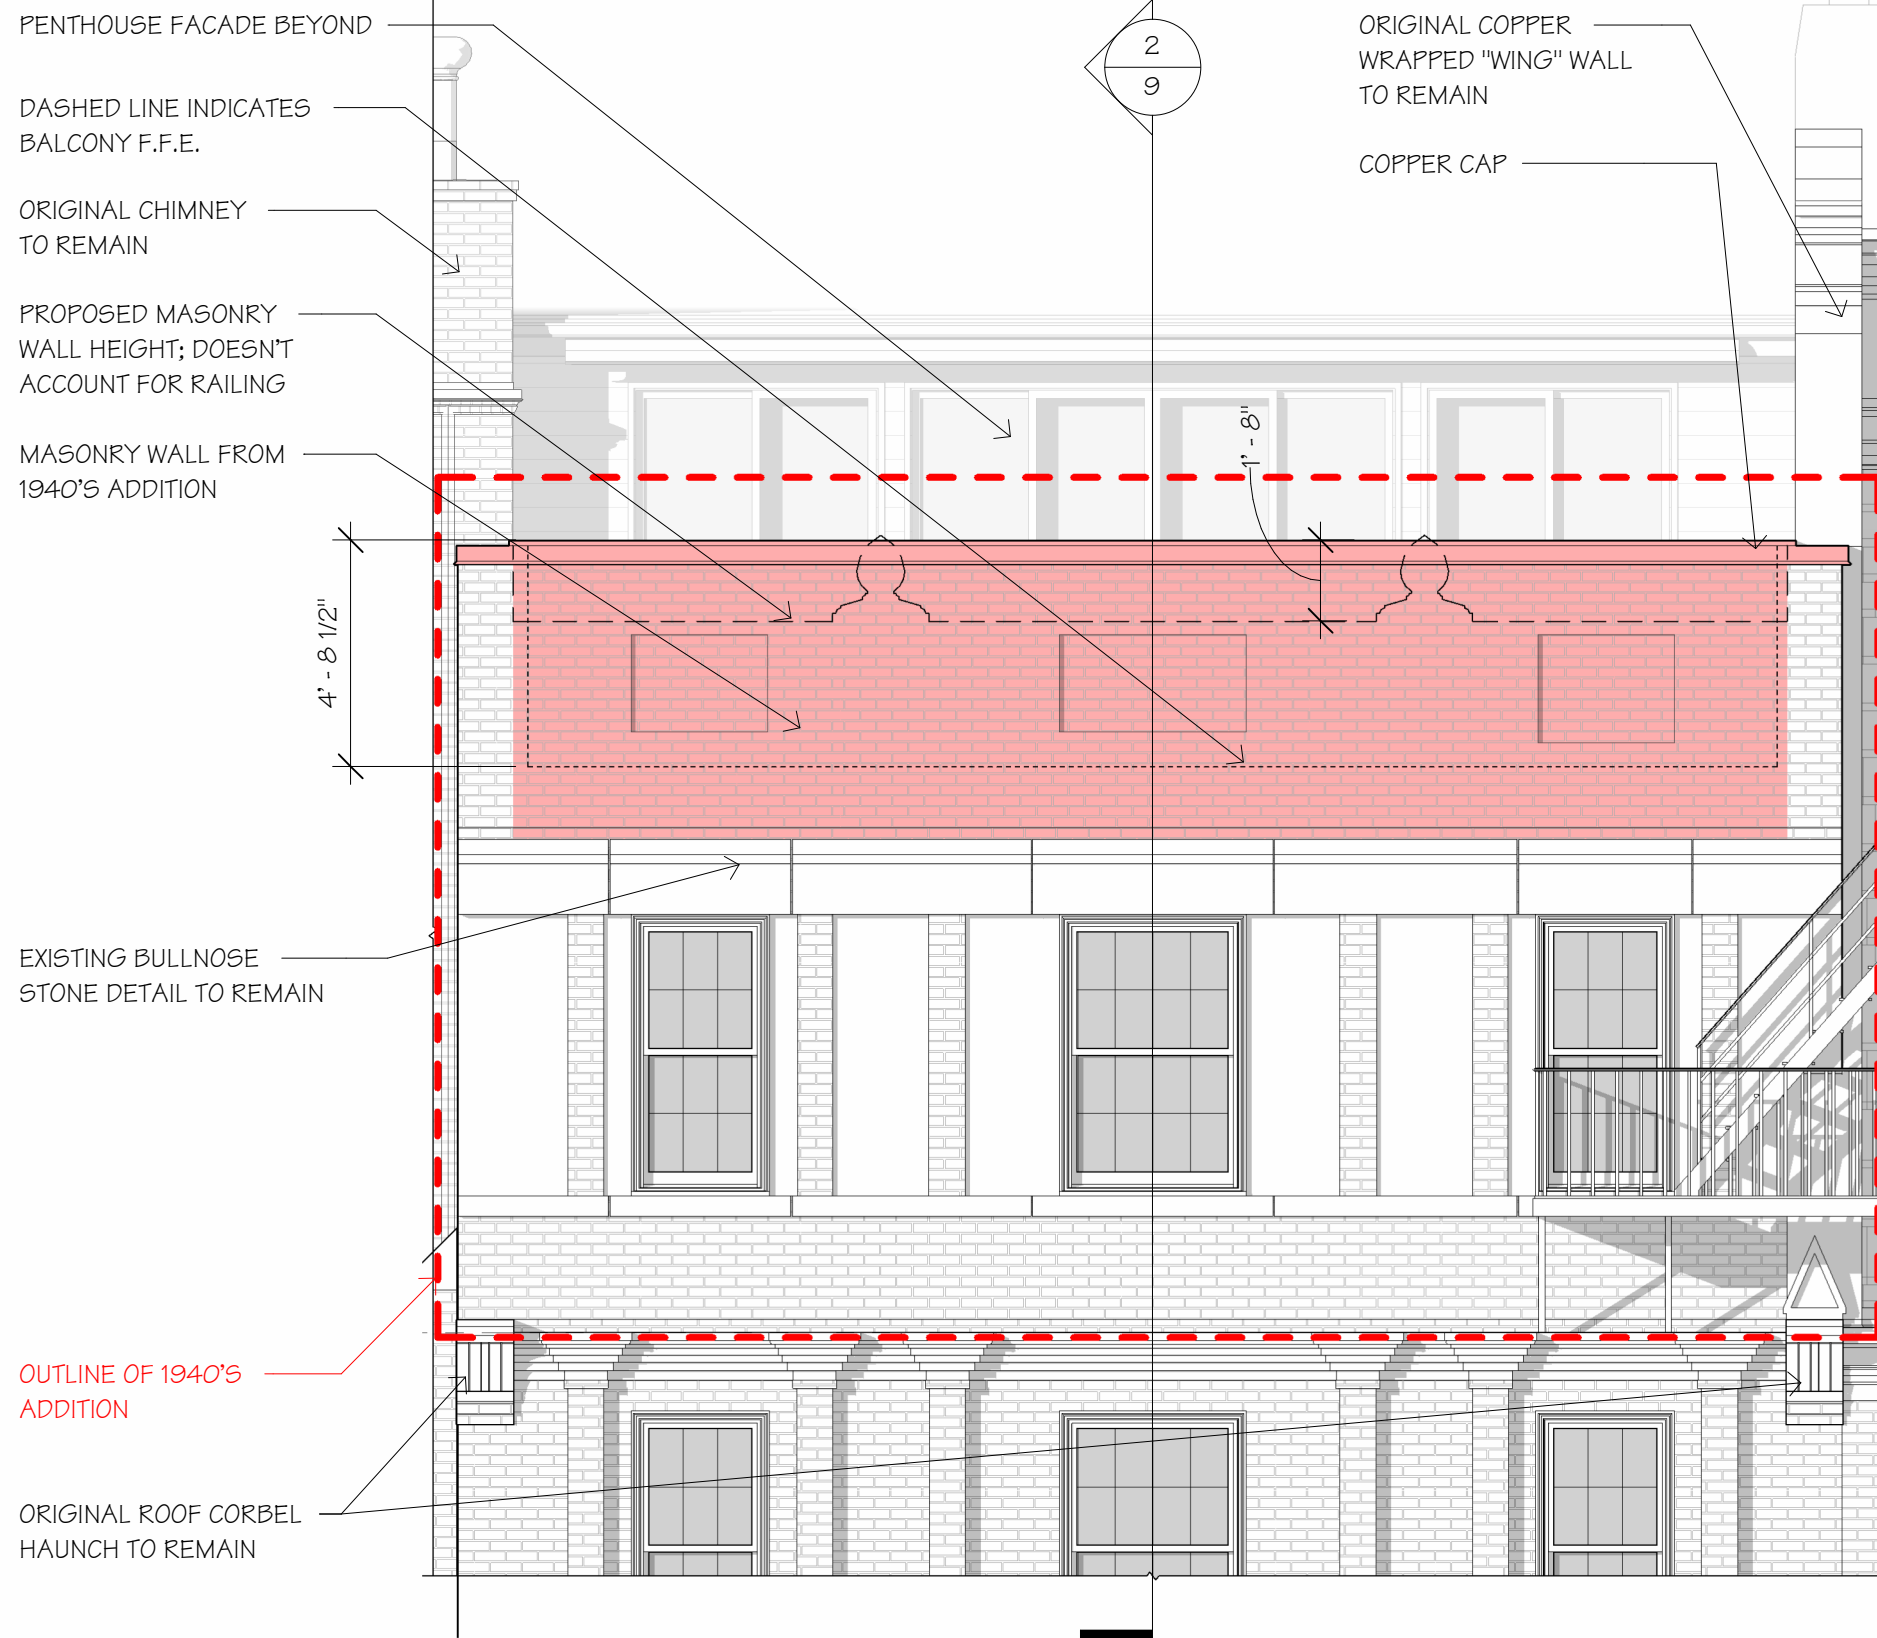 PENTHOUSE FACADE BEYOND
DASHED LINE INDICATES
BALCONY F.F.E.
ORIGINAL CHIMNEY
TO REMAIN
PROPOSED MASONRY
WALL HEIGHT; DOESN'T
ACCOUNT FOR RAILING
MASONRY WALL FROM
1940'S ADDITION
4' - 8 1/2"
EXISTING BULLNOSE
STONE DETAIL TO REMAIN
OUTLINE OF 1940'S
ADDITION
ORIGINAL ROOF CORBEL
HAUNCH TO REMAIN
2
9
1' - 8"
ORIGINAL COPPER
WRAPPED "WING" WALL
TO REMAIN
COPPER CAP